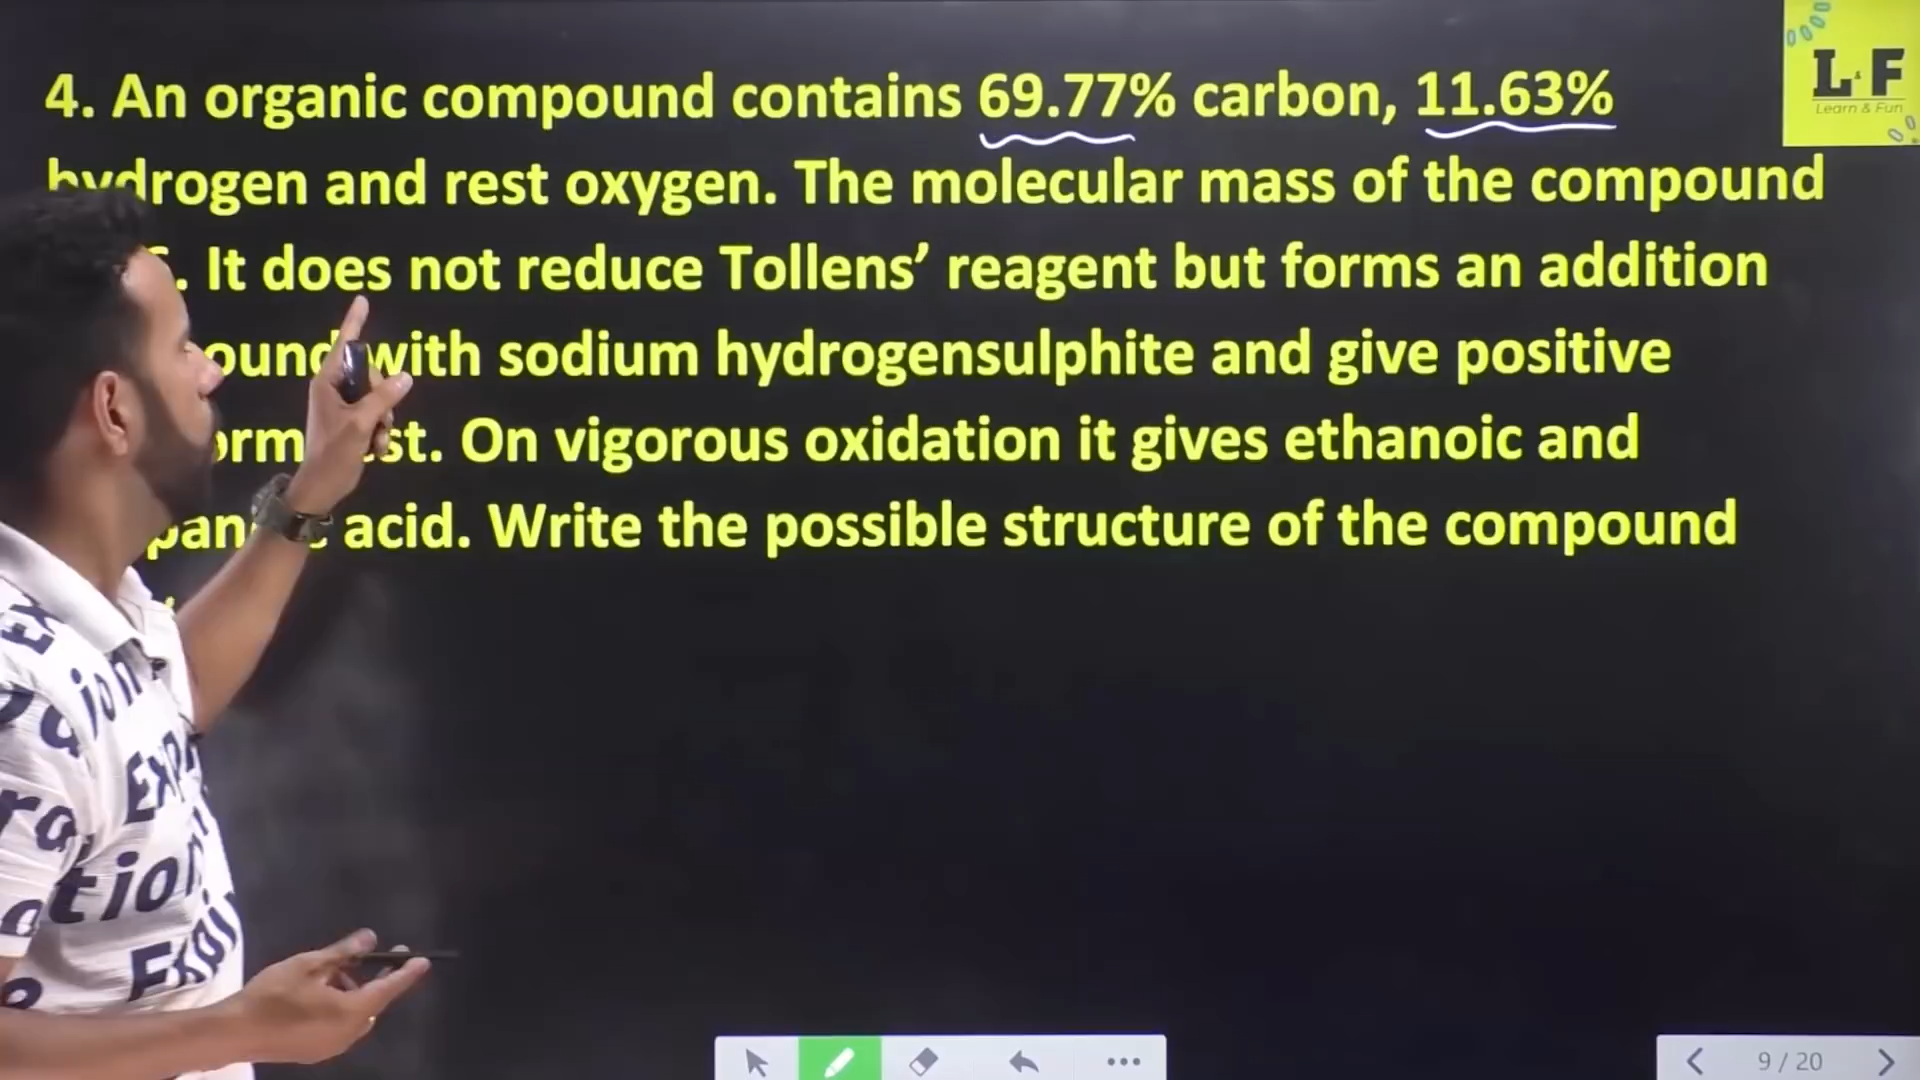 4. An organic compound contains 69.77% carbon, 11.63%
hydrogen and rest oxygen. The molecular mass of the compound
. It does not reduce Tollens’ reagent but forms an addition
with sodium hydrogensulphite and give positive
On vigorous oxidation it gives ethanoic and
acid. Write the possible structure of the compound
L & F
Learn & Fun
9 / 20